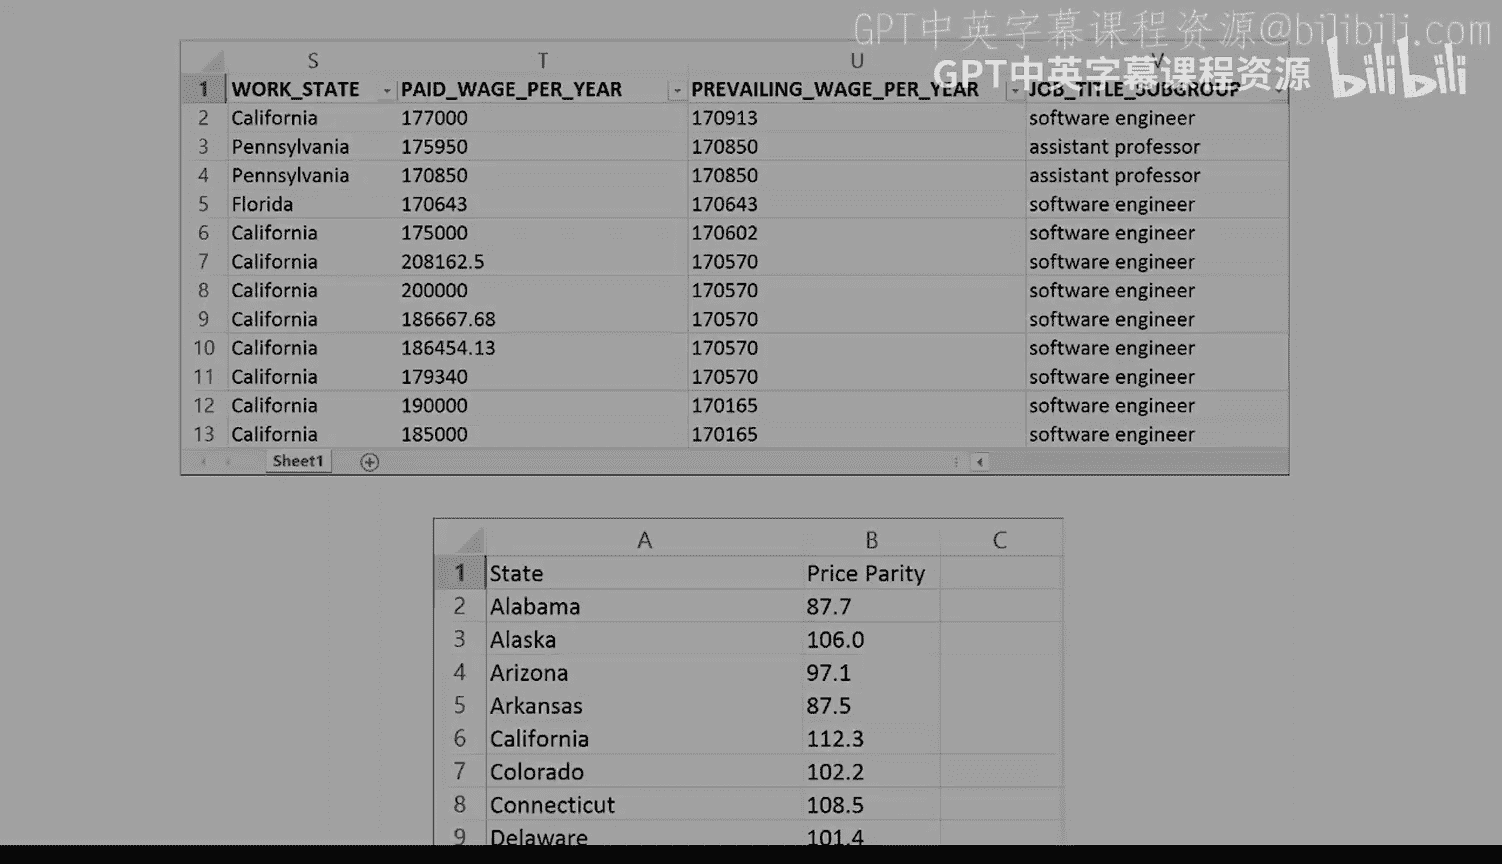 GPT中英字幕课程资源@bilibili.com
GPT中英字幕课程资源 bilibili
S T U V
1 WORK_STATE PAID_WAGE_PER_YEAR PREVAILING_WAGE_PER_YEAR JOB_TITLE_SUBGROUP
2 California 177000 170913 software engineer
3 Pennsylvania 175950 170850 assistant professor
4 Pennsylvania 170850 170850 assistant professor
5 Florida 170643 170643 software engineer
6 California 175000 170602 software engineer
7 California 208162.5 170570 software engineer
8 California 200000 170570 software engineer
9 California 186667.68 170570 software engineer
10 California 186454.13 170570 software engineer
11 California 179340 170570 software engineer
12 California 190000 170165 software engineer
13 California 185000 170165 software engineer
Sheet1
A B C
1 State Price Parity
2 Alabama 87.7
3 Alaska 106.0
4 Arizona 97.1
5 Arkansas 87.5
6 California 112.3
7 Colorado 102.2
8 Connecticut 108.5
9 Delaware 101.4